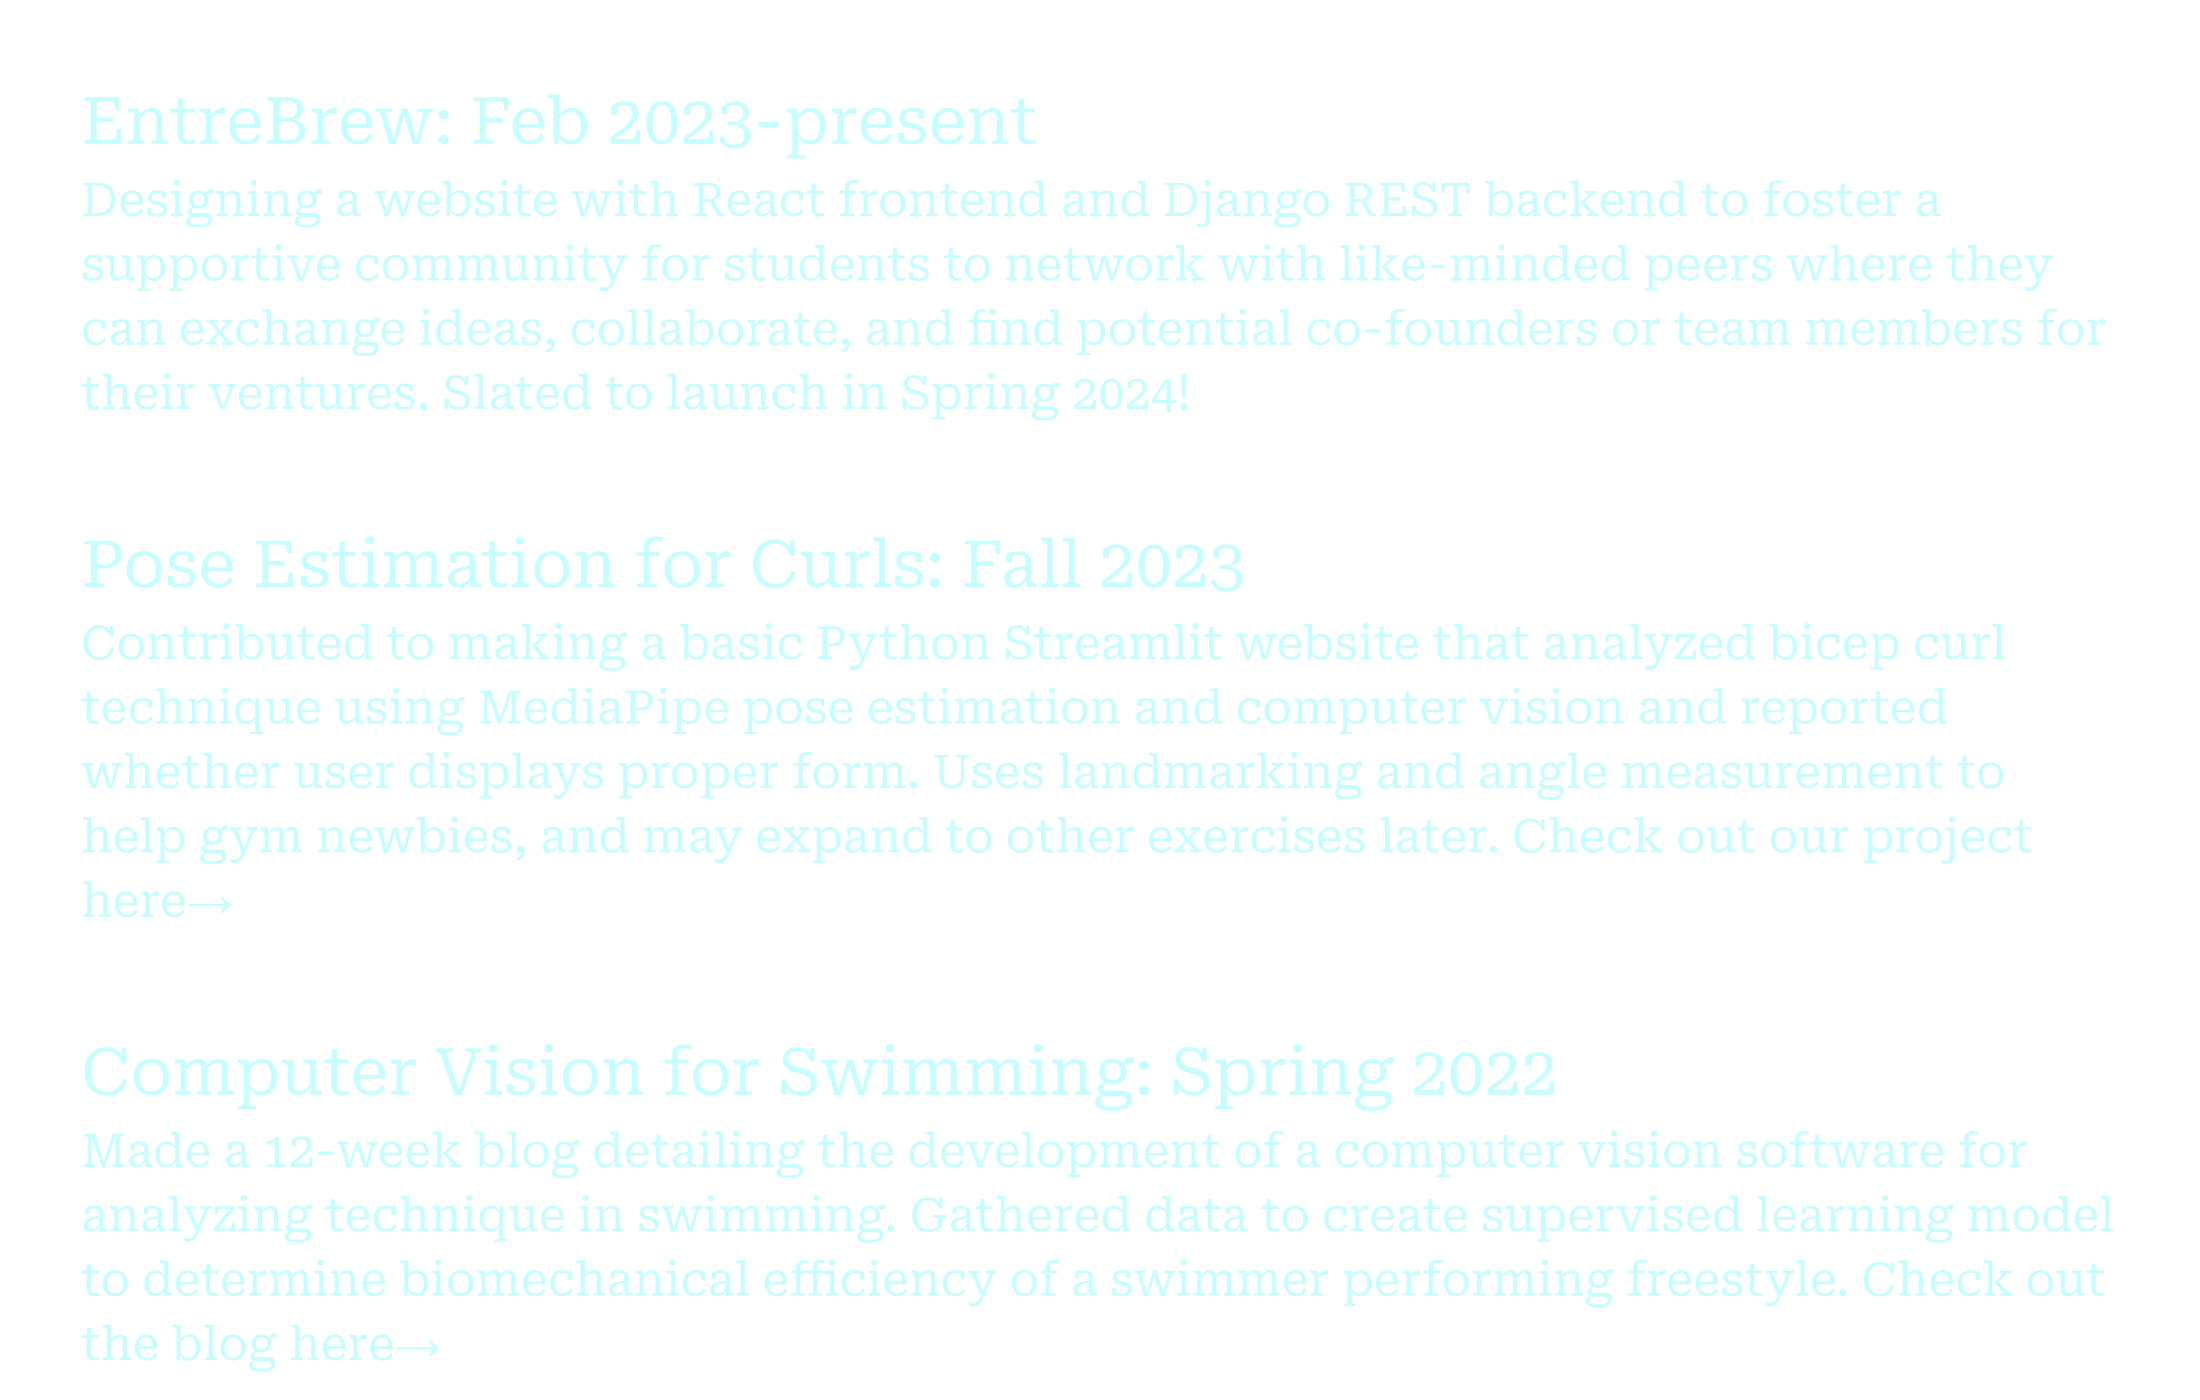 EntreBrew: Feb 2023-present
Designing a website with React frontend and Django REST backend to foster a
supportive community for students to network with like-minded peers where they
can exchange ideas, collaborate, and find potential co-founders or team members for
their ventures. Slated to launch in Spring 2024!
Pose Estimation for Curls: Fall 2023
Contributed to making a basic Python Streamlit website that analyzed bicep curl
technique using MediaPipe pose estimation and computer vision and reported
whether user displays proper form. Uses landmarking and angle measurement to
help gym newbies, and may expand to other exercises later. Check out our project
here→
Computer Vision for Swimming: Spring 2022
Made a 12-week blog detailing the development of a computer vision software for
analyzing technique in swimming. Gathered data to create supervised learning model
to determine biomechanical efficiency of a swimmer performing freestyle. Check out
the blog here→